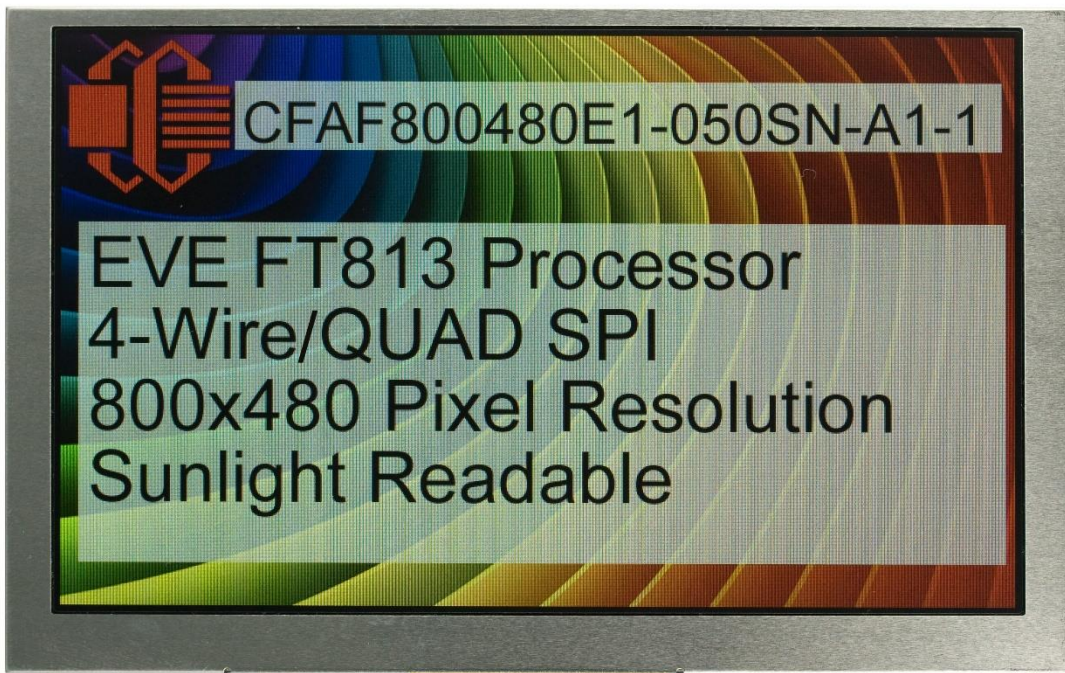 CFAF800480E1-050SN-A1-1
EVE FT813 Processor
4-Wire/QUAD SPI
800x480 Pixel Resolution
Sunlight Readable